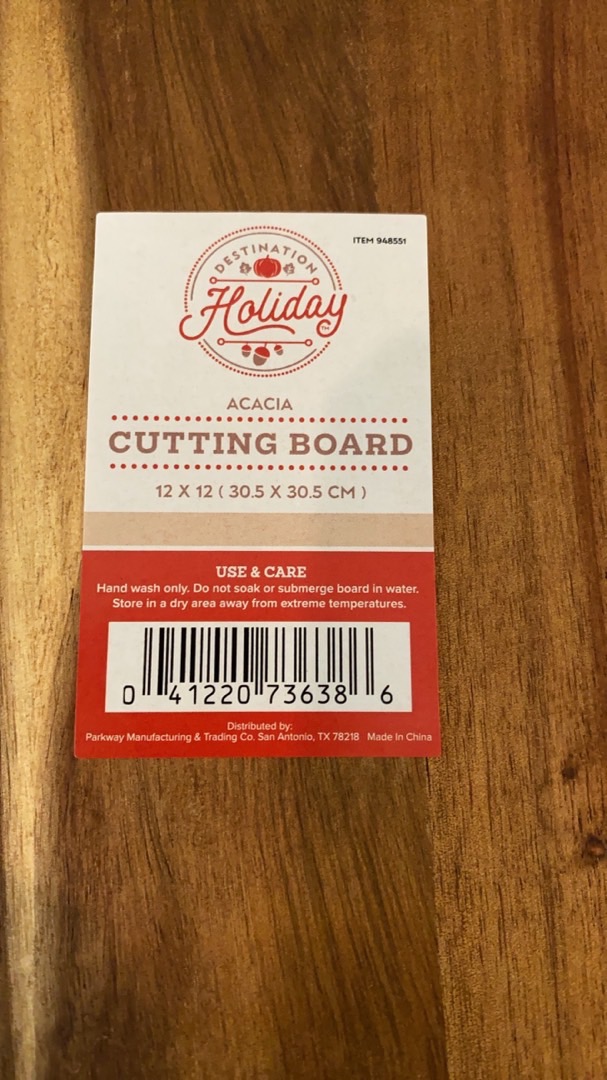 ITEM 948551
DESTINATION
Holiday™
ACACIA
CUTTING BOARD
12 X 12 ( 30.5 X 30.5 CM )
USE & CARE
Hand wash only. Do not soak or submerge board in water.
Store in a dry area away from extreme temperatures.
0 41220 73638 6
Distributed by:
Parkway Manufacturing & Trading Co. San Antonio, TX 78218 Made In China